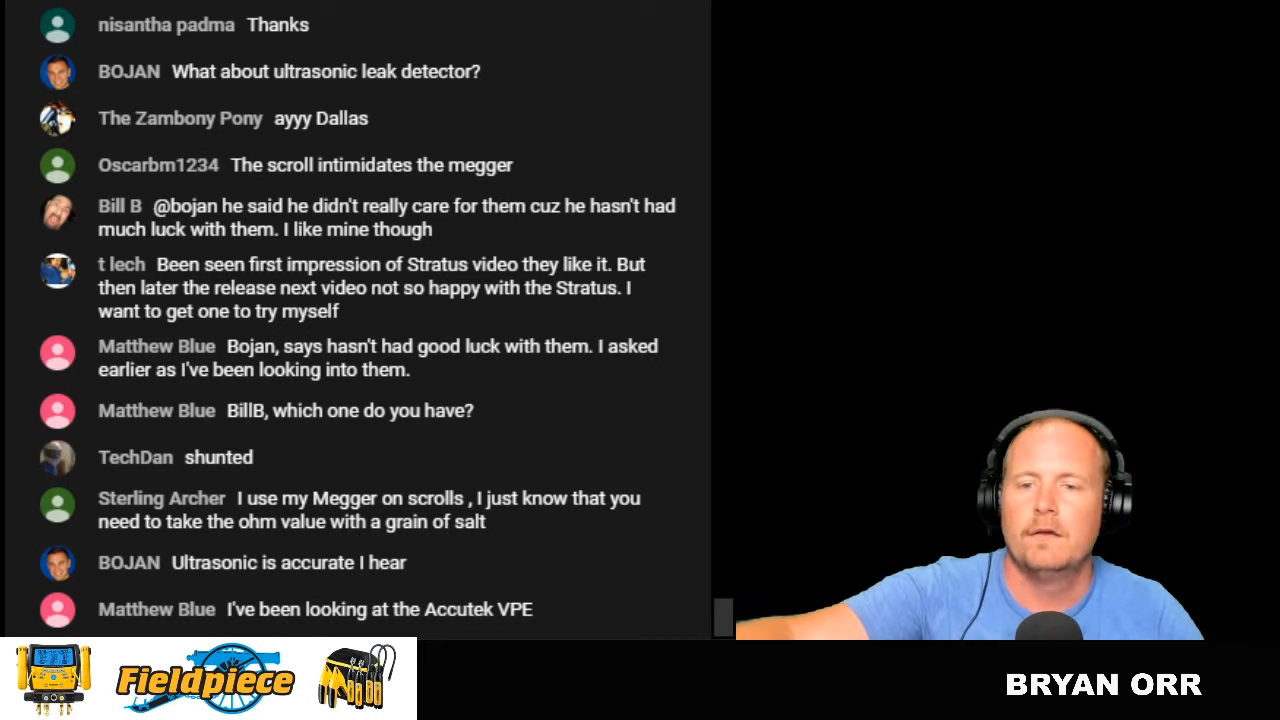 nisantha padma Thanks
BOJAN What about ultrasonic leak detector?
The Zambony Pony ayyy Dallas
Oscarbm1234 The scroll intimidates the megger
Bill B @bojan he said he didn't really care for them cuz he hasn't had
much luck with them. I like mine though
t lech Been seen first impression of Stratus video they like it. But
then later the release next video not so happy with the Stratus. I
want to get one to try myself
Matthew Blue Bojan, says hasn't had good luck with them. I asked
earlier as I've been looking into them.
Matthew Blue BillB, which one do you have?
TechDan shunted
Sterling Archer I use my Megger on scrolls , I just know that you
need to take the ohm value with a grain of salt
BOJAN Ultrasonic is accurate I hear
Matthew Blue I've been looking at the Accutek VPE
Fieldpiece
BRYAN ORR